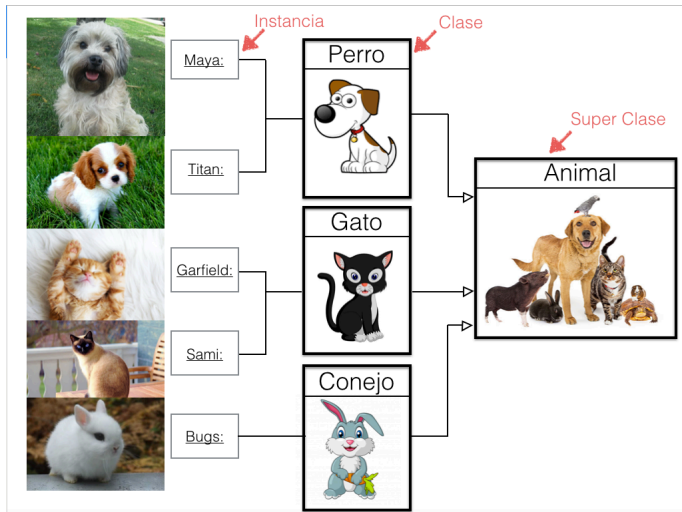 Instancia
Clase
Super Clase
Maya:
Titan:
Garfield:
Sami:
Bugs:
Perro
Gato
Conejo
Animal